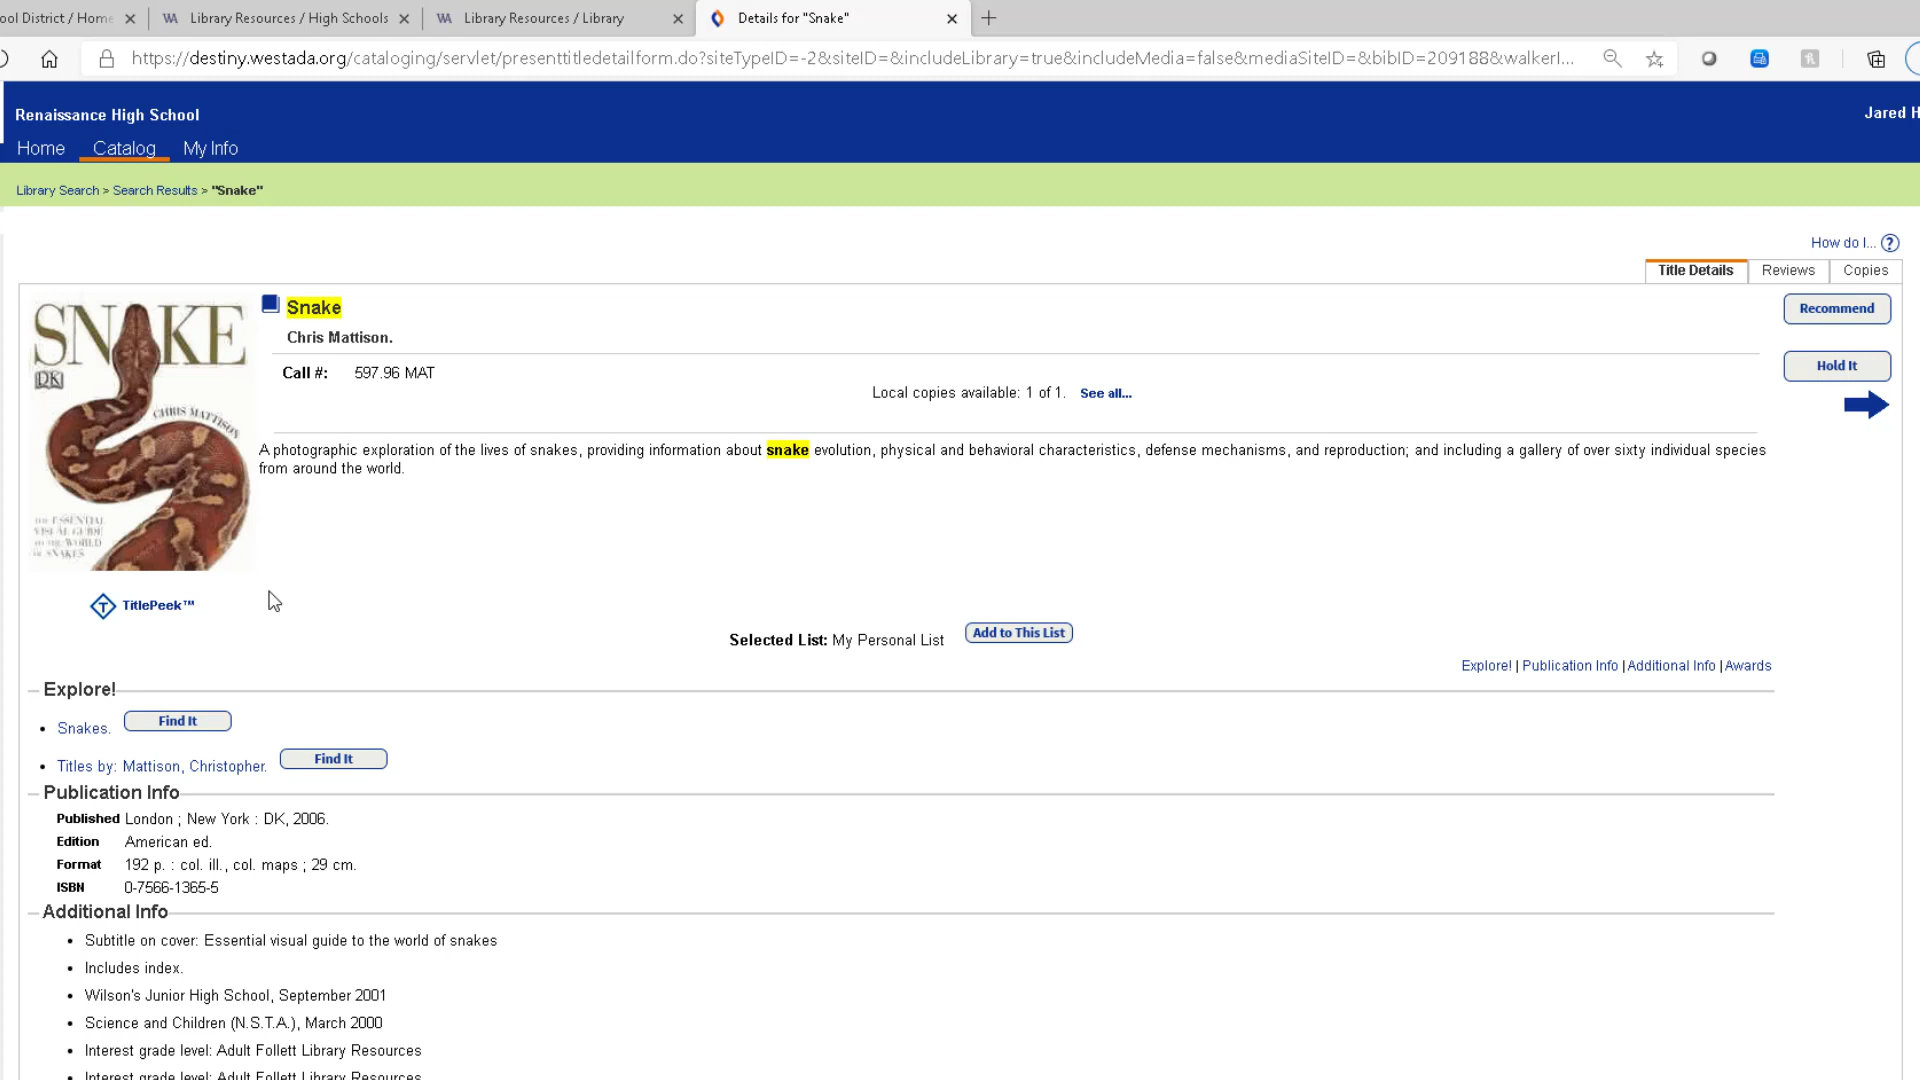 ool District / Home
Library Resources / High Schools
Library Resources / Library
Details for "Snake"
https://destiny.westada.org/cataloging/servlet/presenttitledetailform.do?siteTypeID=-2&siteID=&includeLibrary=true&includeMedia=false&mediaSiteID=&bibID=209188&walkerI...
Renaissance High School
Jared H
Home Catalog My Info
Library Search > Search Results > "Snake"
How do I... ?
Title Details Reviews Copies
SNAKE
DK
CHRIS MATTISON
THE ESSENTIAL
VISUAL GUIDE
TO THE WORLD
OF SNAKES
Snake
Recommend
Chris Mattison.
Hold It
Call #: 597.96 MAT
Local copies available: 1 of 1. See all...
A photographic exploration of the lives of snakes, providing information about snake evolution, physical and behavioral characteristics, defense mechanisms, and reproduction; and including a gallery of over sixty individual species
from around the world.
T TitlePeek™
Selected List: My Personal List Add to This List
Explore! | Publication Info | Additional Info | Awards
Explore!
• Snakes. Find It
• Titles by: Mattison, Christopher. Find It
Publication Info
Published London ; New York : DK, 2006.
Edition American ed.
Format 192 p. : col. ill., col. maps ; 29 cm.
ISBN 0-7566-1365-5
Additional Info
• Subtitle on cover: Essential visual guide to the world of snakes
• Includes index.
• Wilson's Junior High School, September 2001
• Science and Children (N.S.T.A.), March 2000
• Interest grade level: Adult Follett Library Resources
• Interest grade level: Adult Follett Library Resources